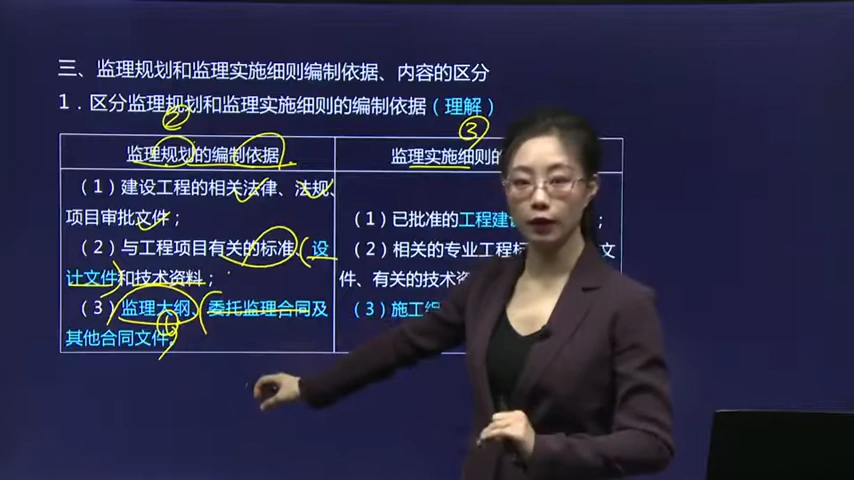 三、监理规划和监理实施细则编制依据、内容的区分
1．区分监理规划和监理实施细则的编制依据（理解）
② ③
监理规划的编制依据 监理实施细则的
（1）建设工程的相关法律、法规、
项目审批文件；
（2）与工程项目有关的标准、设
计文件和技术资料；
（3）监理大纲、委托监理合同及
其他合同文件。
①
（1）已批准的工程建 ；
（2）相关的专业工程标 文
件、有关的技术资
（3）施工组